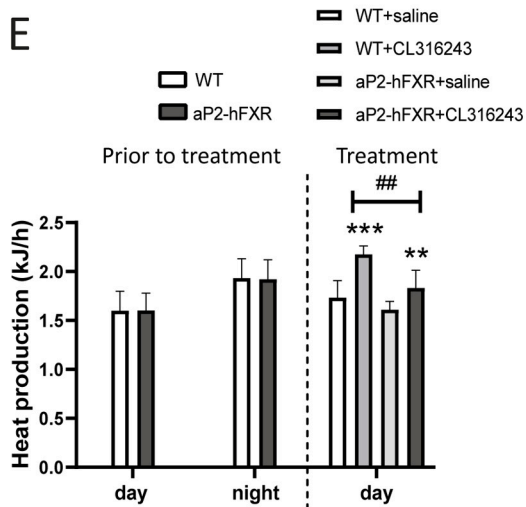 E
WT
aP2-hFXR
WT+saline
WT+CL316243
aP2-hFXR+saline
aP2-hFXR+CL316243
Prior to treatment
Treatment
##
***
**
Heat production (kJ/h)
2.5
2.0
1.5
1.0
0.5
0.0
day
night
day